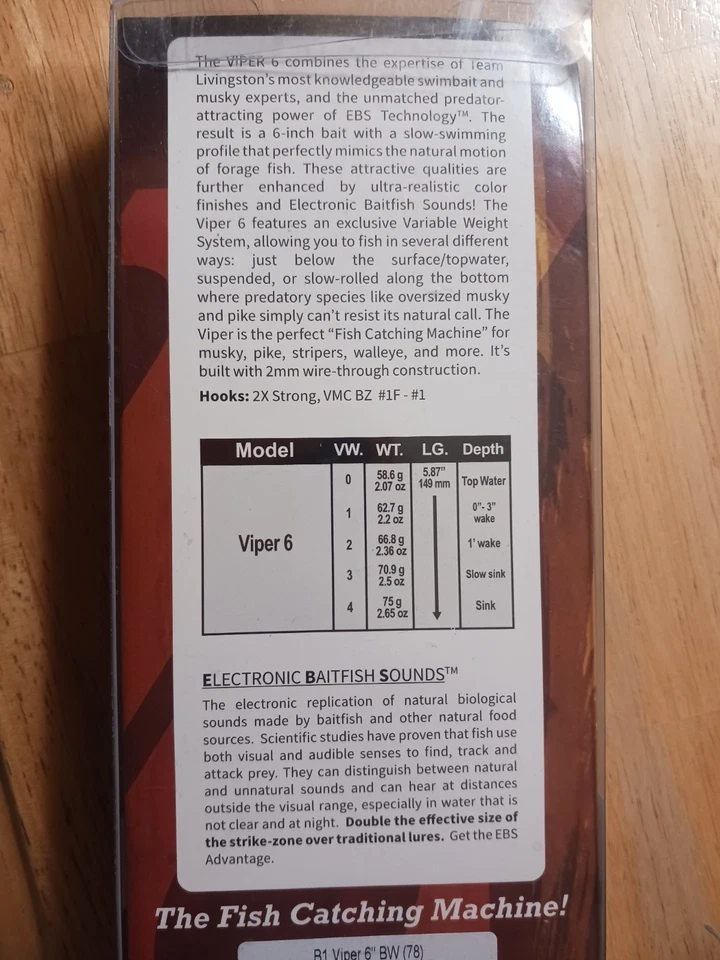 The VIPER 6 combines the expertise of Team
Livingston's most knowledgeable swimbait and
musky experts, and the unmatched predator-
attracting power of EBS Technology™. The
result is a 6-inch bait with a slow-swimming
profile that perfectly mimics the natural motion
of forage fish. These attractive qualities are
further enhanced by ultra-realistic color
finishes and Electronic Baitfish Sounds! The
Viper 6 features an exclusive Variable Weight
System, allowing you to fish in several different
ways: just below the surface/topwater,
suspended, or slow-rolled along the bottom
where predatory species like oversized musky
and pike simply can't resist its natural call. The
Viper is the perfect "Fish Catching Machine" for
musky, pike, stripers, walleye, and more. It's
built with 2mm wire-through construction.
Hooks: 2X Strong, VMC BZ #1F - #1
Model VW. WT. LG. Depth
Viper 6
0 58.6 g 2.07 oz 5.87" 149 mm Top Water
1 62.7 g 2.2 oz 0"- 3" wake
2 66.8 g 2.36 oz 1' wake
3 70.9 g 2.5 oz Slow sink
4 75 g 2.65 oz Sink
ELECTRONIC BAITFISH SOUNDS™
The electronic replication of natural biological
sounds made by baitfish and other natural food
sources. Scientific studies have proven that fish use
both visual and audible senses to find, track and
attack prey. They can distinguish between natural
and unnatural sounds and can hear at distances
outside the visual range, especially in water that is
not clear and at night. Double the effective size of
the strike-zone over traditional lures. Get the EBS
Advantage.
The Fish Catching Machine!
B1 Viper 6" BW (78)